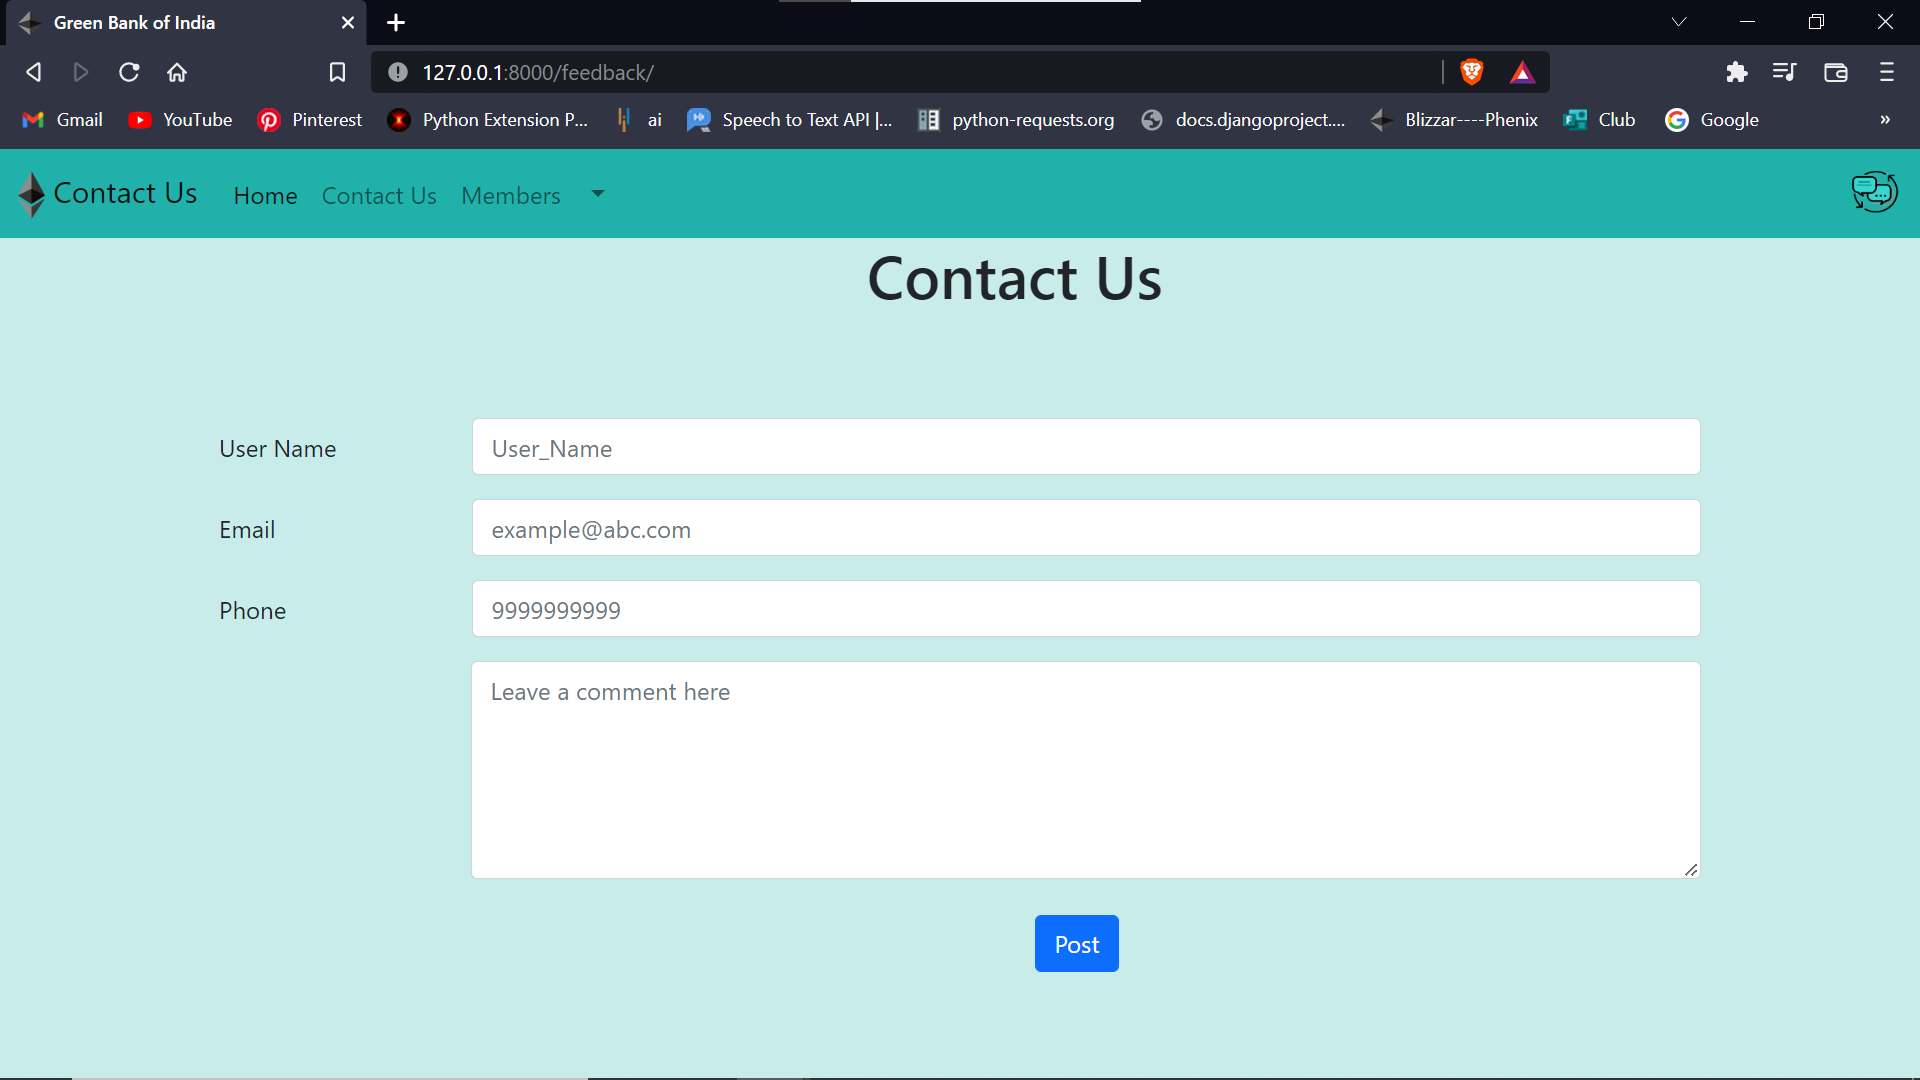 Green Bank of India
127.0.0.1:8000/feedback/
Gmail YouTube Pinterest Python Extension P... ai Speech to Text API |... python-requests.org docs.djangoproject.... Blizzar----Phenix Club Google »
Contact Us Home Contact Us Members
Contact Us
User Name User_Name
Email example@abc.com
Phone 9999999999
Leave a comment here
Post